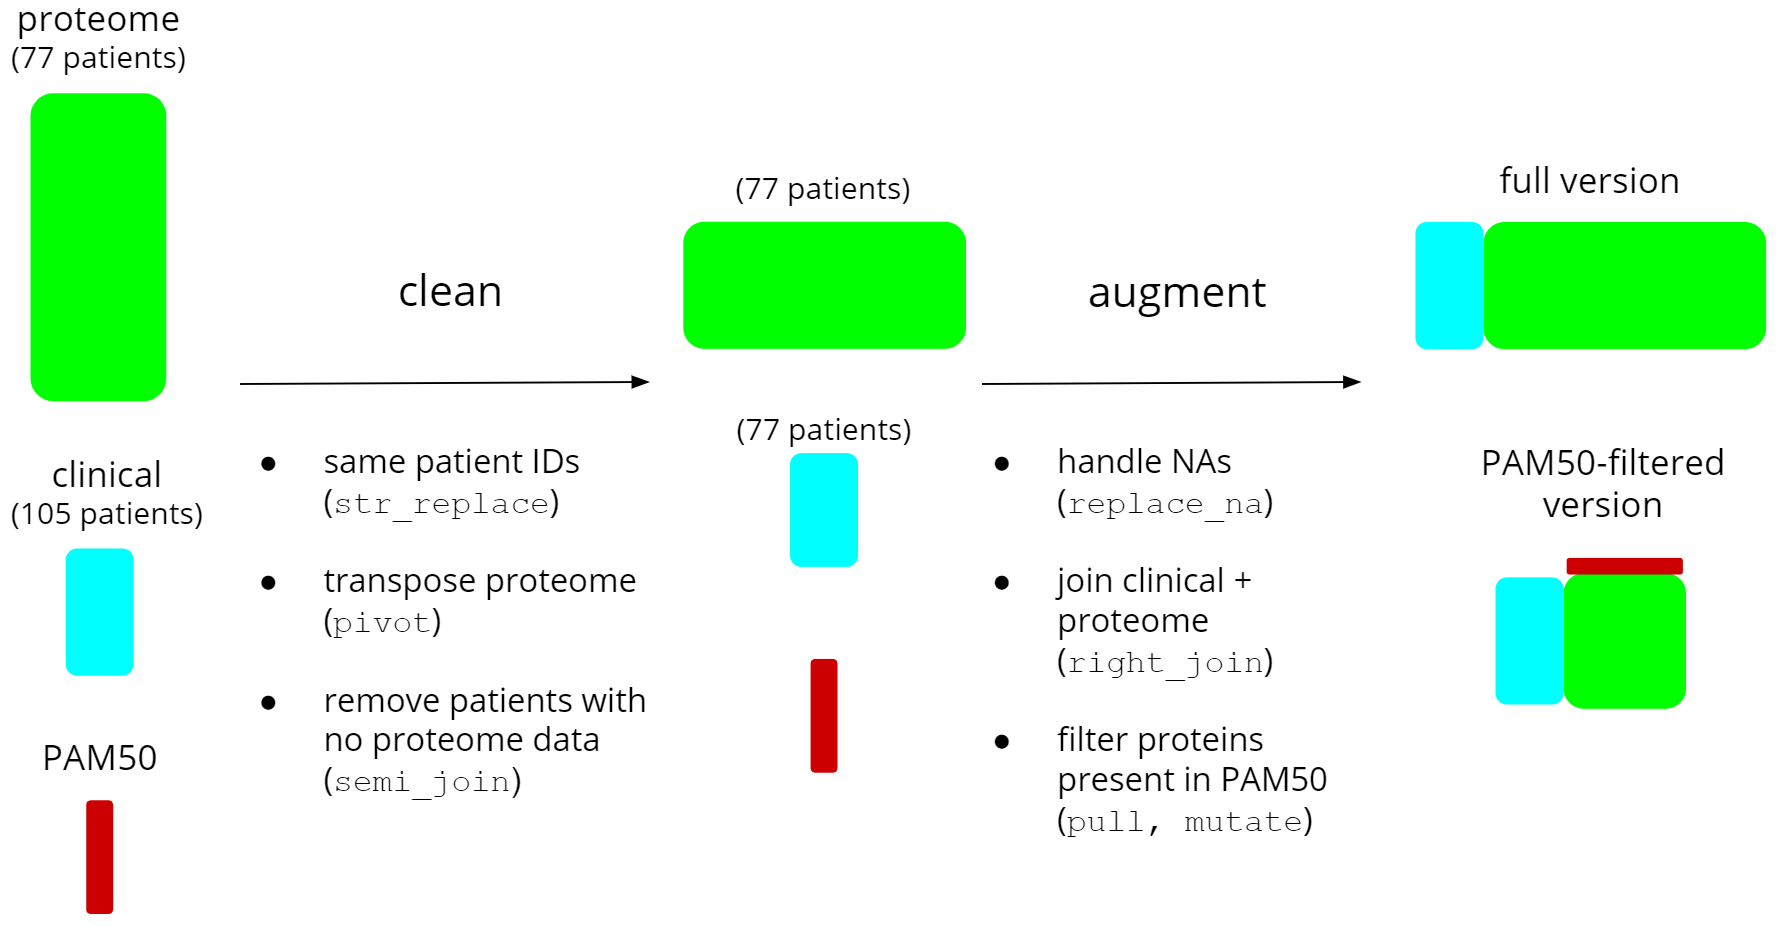 proteome
(77 patients)
clinical
(105 patients)
PAM50
clean
● same patient IDs
(str_replace)
● transpose proteome
(pivot)
● remove patients with
no proteome data
(semi_join)
(77 patients)
(77 patients)
augment
● handle NAs
(replace_na)
● join clinical +
proteome
(right_join)
● filter proteins
present in PAM50
(pull, mutate)
full version
PAM50-filtered
version